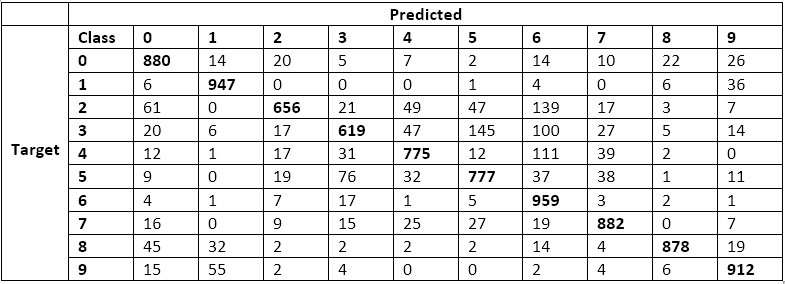 Predicted
Class 0 1 2 3 4 5 6 7 8 9
0 880 14 20 5 7 2 14 10 22 26
1 6 947 0 0 0 1 4 0 6 36
2 61 0 656 21 49 47 139 17 3 7
3 20 6 17 619 47 145 100 27 5 14
Target 4 12 1 17 31 775 12 111 39 2 0
5 9 0 19 76 32 777 37 38 1 11
6 4 1 7 17 1 5 959 3 2 1
7 16 0 9 15 25 27 19 882 0 7
8 45 32 2 2 2 2 14 4 878 19
9 15 55 2 4 0 0 2 4 6 912